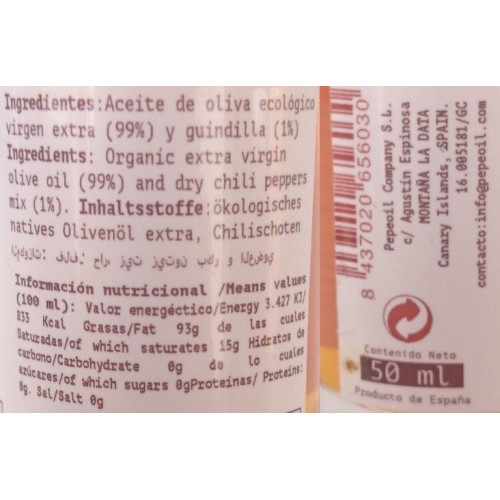 Ingredientes:Aceite de oliva ecológico
virgen extra (99%) y guindilla (1%)
Ingredients: Organic extra virgin
olive oil (99%) and dry chili peppers
mix (1%). Inhaltsstoffe:ökologisches
natives Olivenöl extra, Chilischoten
Información nutricional /Means values
(100 ml): Valor energéctico/Energy 3.427 KJ/
833 Kcal Grasas/Fat 93g de las cuales
Saturadas/of which saturates 15g Hidratos de
carbono/Carbohydrate 0g de lo cuales
azúcares/of which sugars 0gProteínas/ Proteins:
0g. Sal/Salt 0g
8 437020 656030
Pepeoil Company S.L.
c/ Agustín Espinosa
MONTAÑA LA DATA
Canary Islands, SPAIN.
16.005181/GC
contacto:info@pepeoil.com
Contenido Neto
50 ml
Producto de España